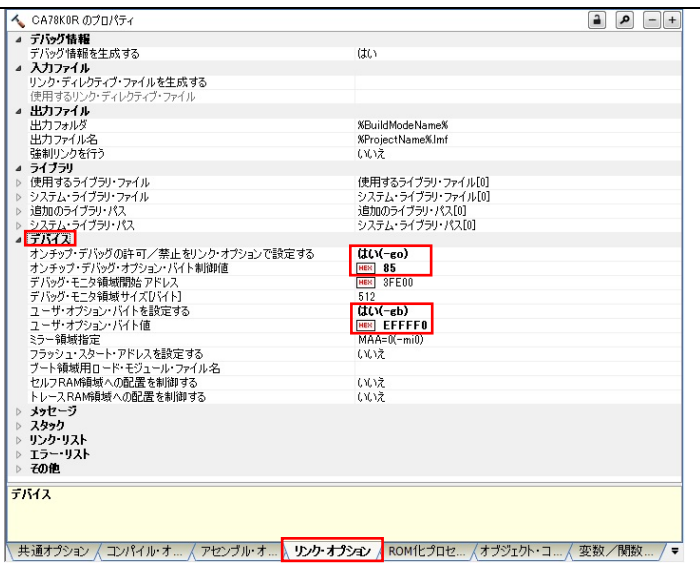 CA78K0R のプロパティ
デバッグ情報
デバッグ情報を生成する はい
入力ファイル
リンク・ディレクティブ・ファイルを生成する
使用するリンク・ディレクティブ・ファイル
出力ファイル
出力フォルダ %BuildModeName%
出力ファイル名 %ProjectName%.lmf
強制リンクを行う いいえ
ライブラリ
使用するライブラリ・ファイル 使用するライブラリ・ファイル[0]
システム・ライブラリ・ファイル システム・ライブラリ・ファイル[0]
追加のライブラリ・パス 追加のライブラリ・パス[0]
システム・ライブラリ・パス システム・ライブラリ・パス[0]
デバイス
オンチップ・デバッグの許可／禁止をリンク・オプションで設定する はい(-go)
オンチップ・デバッグ・オプション・バイト制御値 HEX 85
デバッグ・モニタ領域開始アドレス HEX 3FE00
デバッグ・モニタ領域サイズ[バイト] 512
ユーザ・オプション・バイトを設定する はい(-gb)
ユーザ・オプション・バイト値 HEX EFFFF0
ミラー領域指定 MAA=0(-mi0)
フラッシュ・スタート・アドレスを設定する いいえ
ブート領域用ロード・モジュール・ファイル名
セルフRAM領域への配置を制御する いいえ
トレースRAM領域への配置を制御する いいえ
メッセージ
スタック
リンク・リスト
エラー・リスト
その他
デバイス
共通オプション コンパイル・オ... アセンブル・オ... リンク・オプション ROM化プロセ... オブジェクト・コ... 変数／関数...